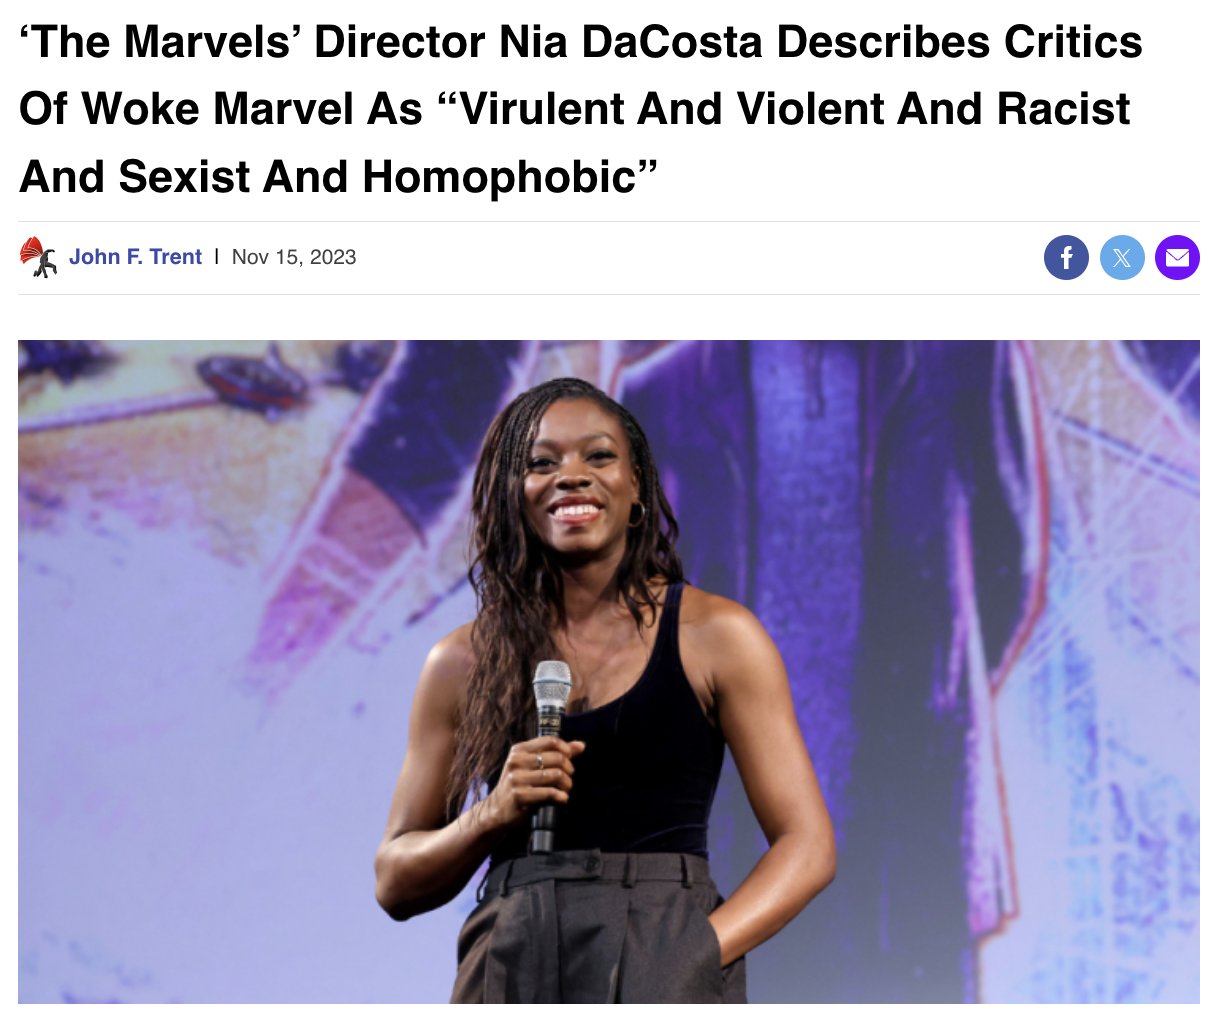 ‘The Marvels’ Director Nia DaCosta Describes Critics
Of Woke Marvel As “Virulent And Violent And Racist
And Sexist And Homophobic”
John F. Trent | Nov 15, 2023